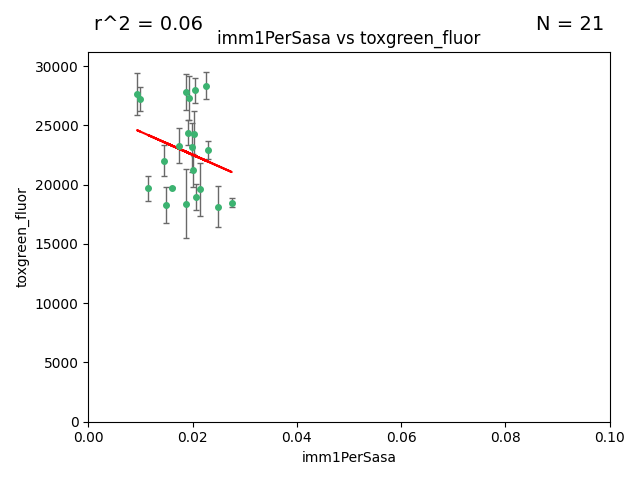 r^2 = 0.06
N = 21
imm1PerSasa vs toxgreen_fluor
30000
25000
20000
15000
10000
5000
0
toxgreen_fluor
0.00
0.02
0.04
0.06
0.08
0.10
imm1PerSasa